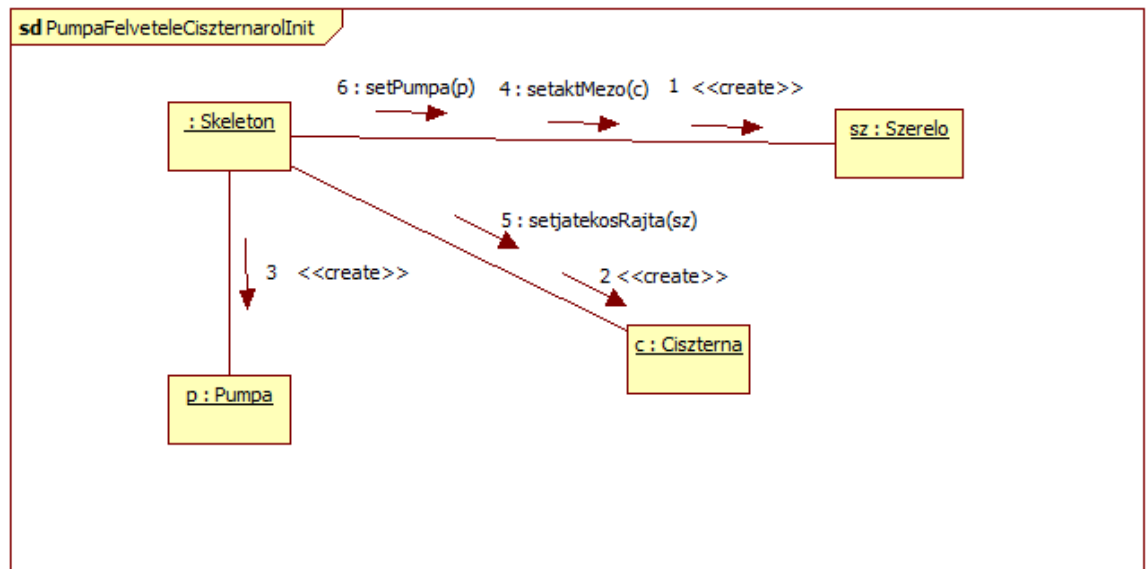 sd PumpaFelveteleCiszternarolInit
6 : setPumpa(p)
4 : setaktMezo(c)
1 <<create>>
: Skeleton
sz : Szerelo
5 : setjatekosRajta(sz)
3 <<create>>
2 <<create>>
c : Ciszterna
p : Pumpa